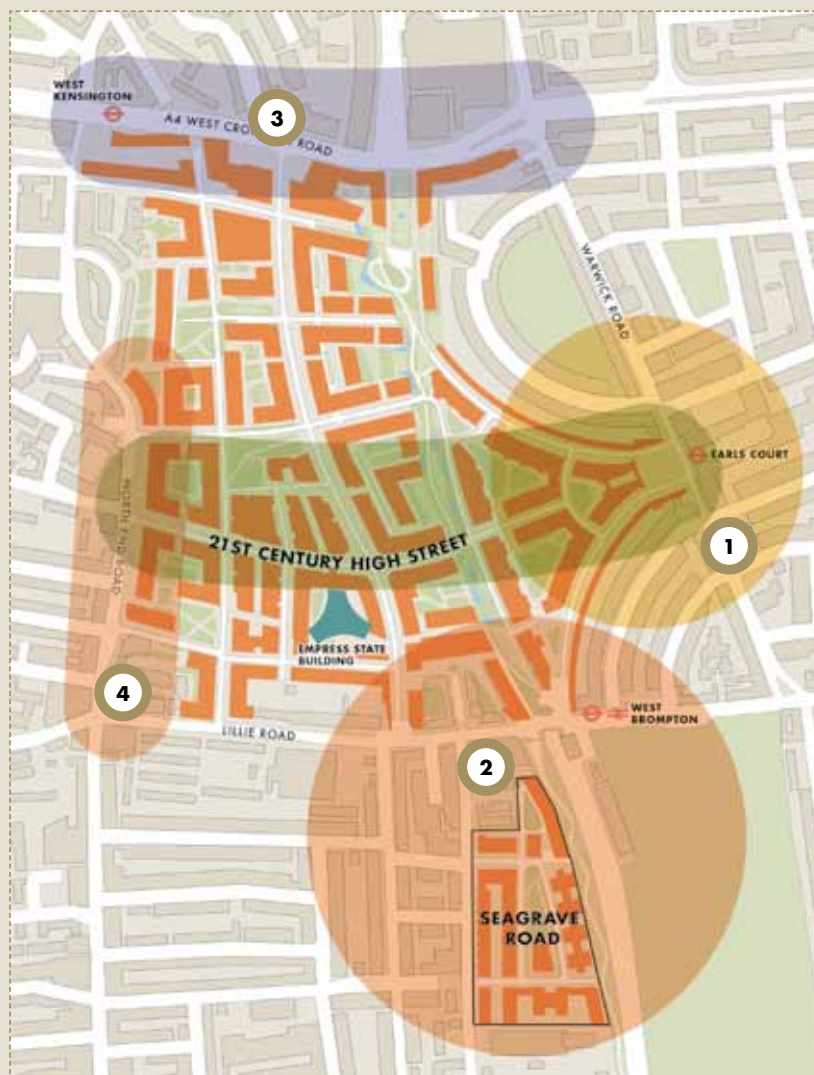 WEST
KENSINGTON
3
A4 WEST CRO ROAD
WARWICK ROAD
EARLS COURT
1
21ST CENTURY HIGH STREET
NORTH END ROAD
EMPRESS STATE
BUILDING
4
LILLIE ROAD
WEST
BROMPTON
2
SEAGRAVE
ROAD